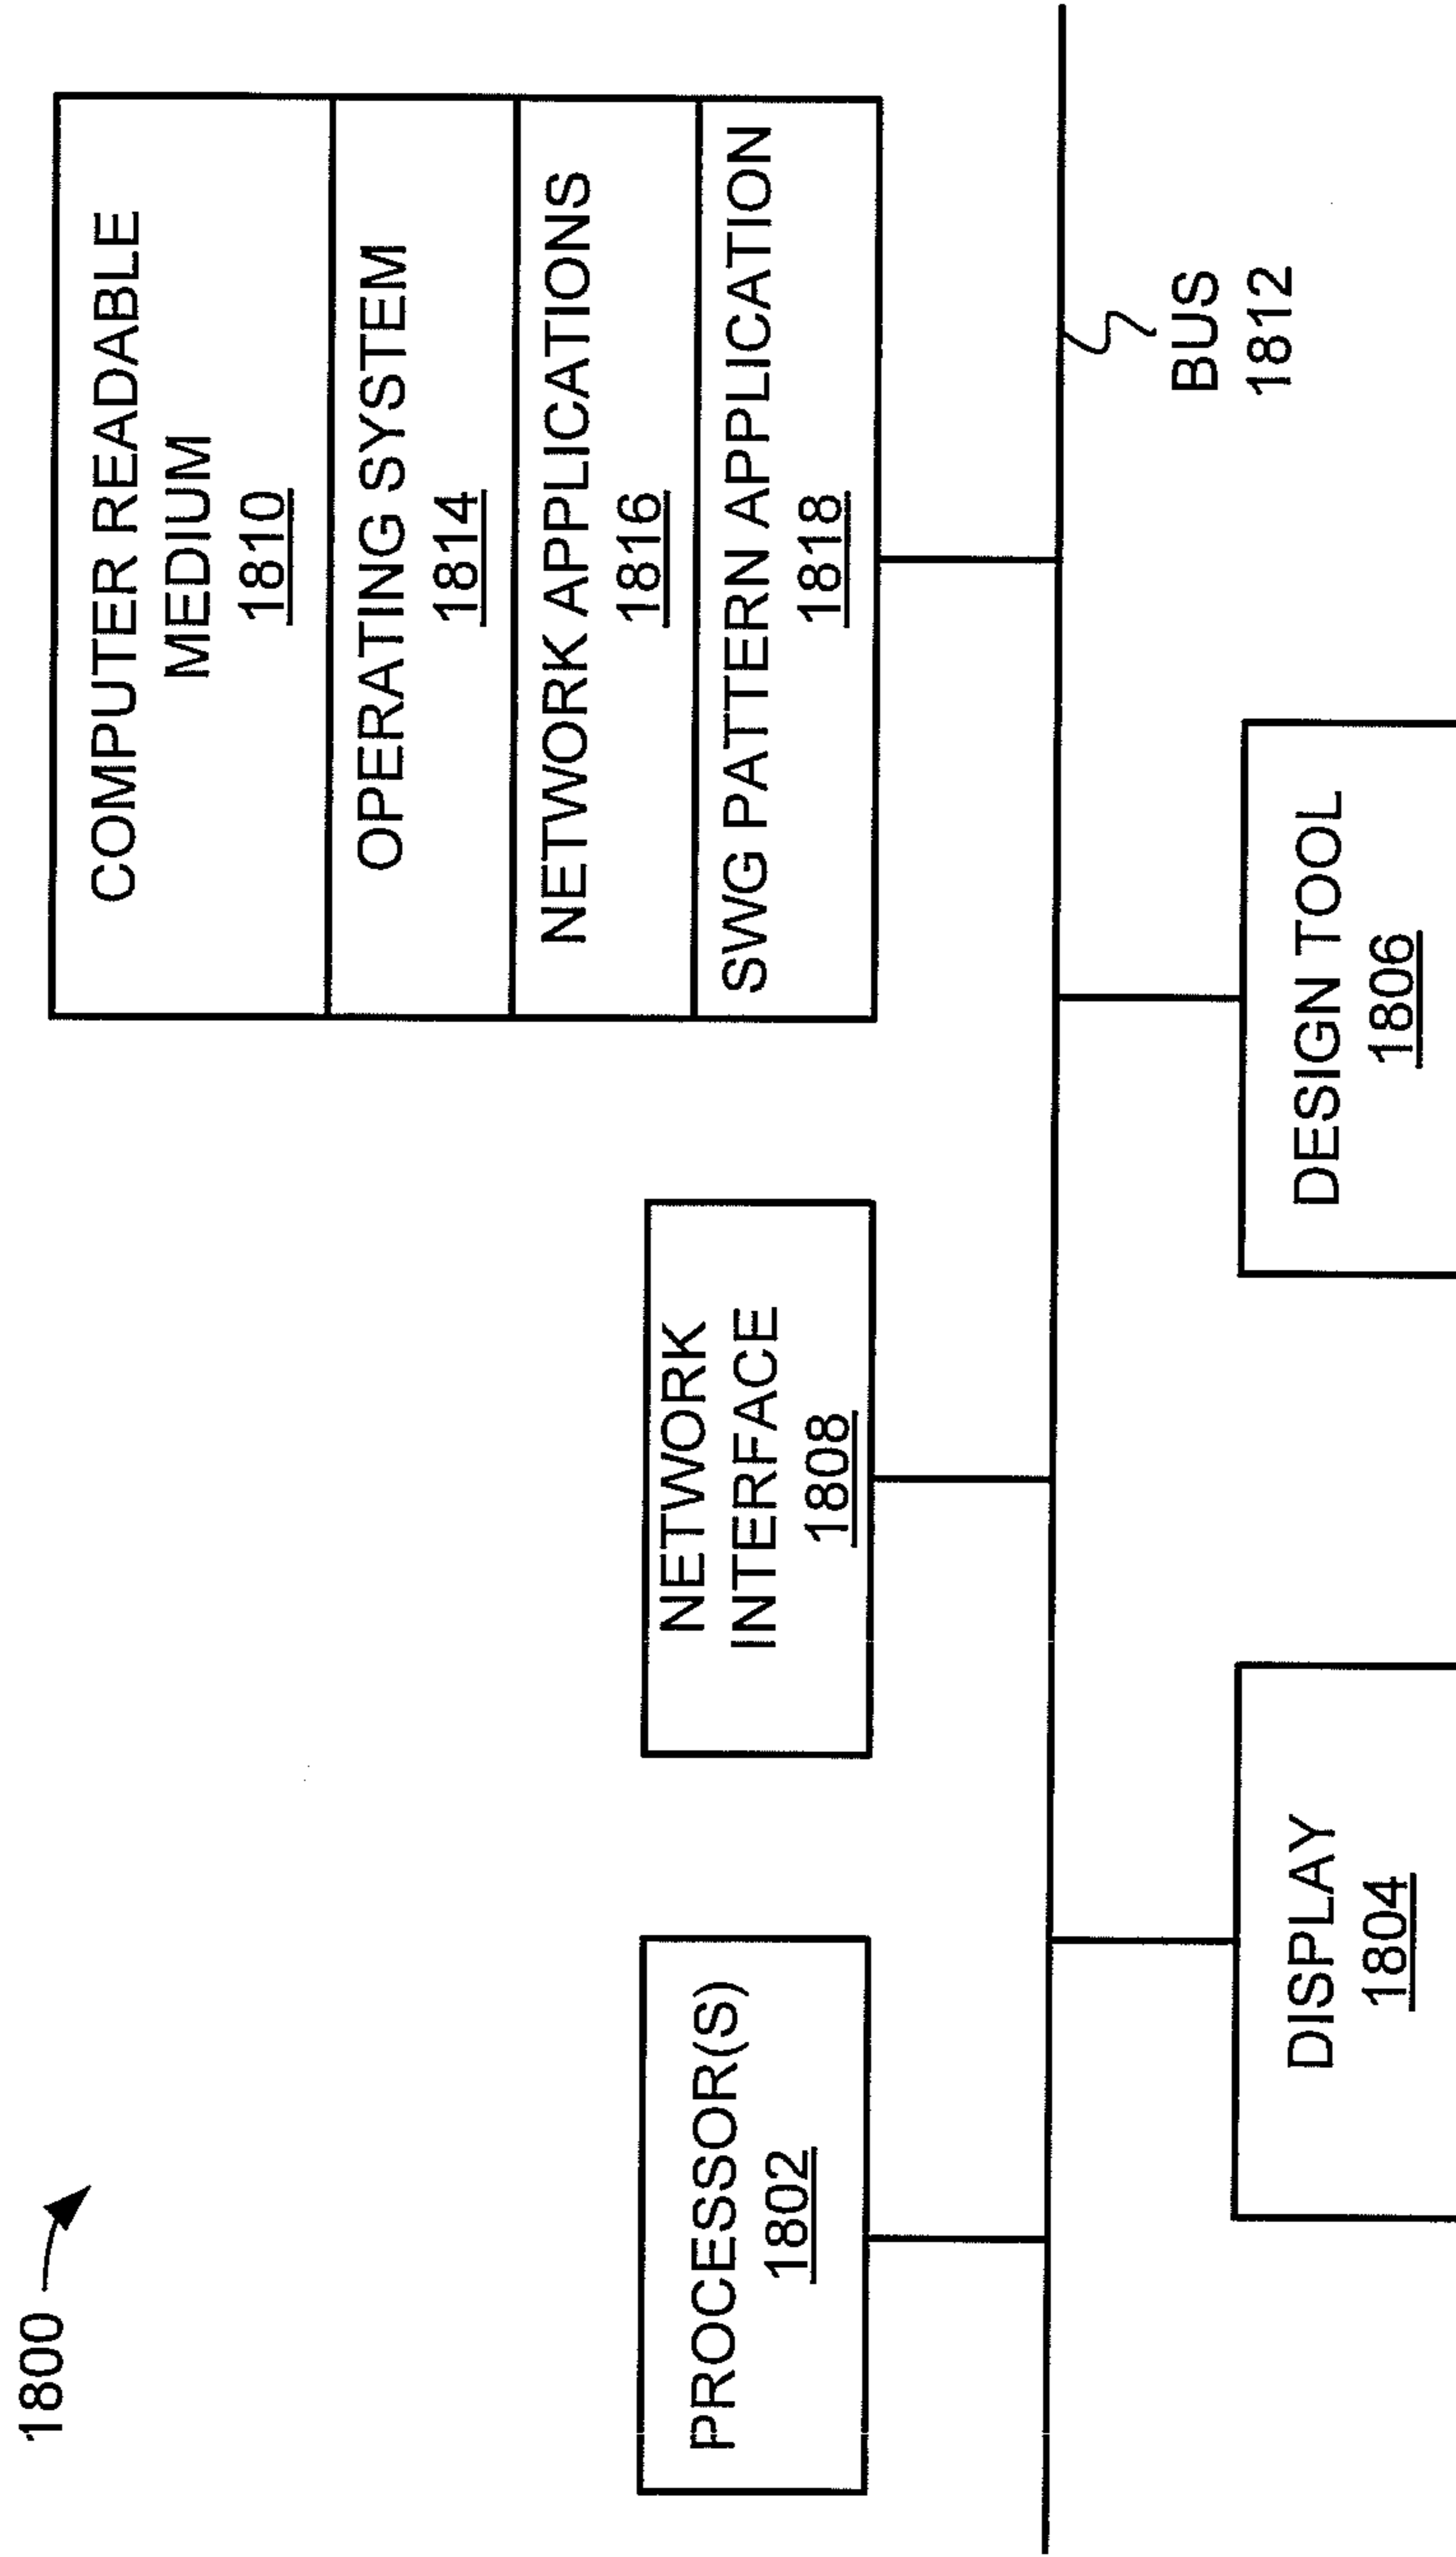 1800
COMPUTER READABLE
MEDIUM
1810
OPERATING SYSTEM
1814
NETWORK APPLICATIONS
1816
SWG PATTERN APPLICATION
1818
PROCESSOR(S)
1802
NETWORK
INTERFACE
1808
BUS
1812
DISPLAY
1804
DESIGN TOOL
1806